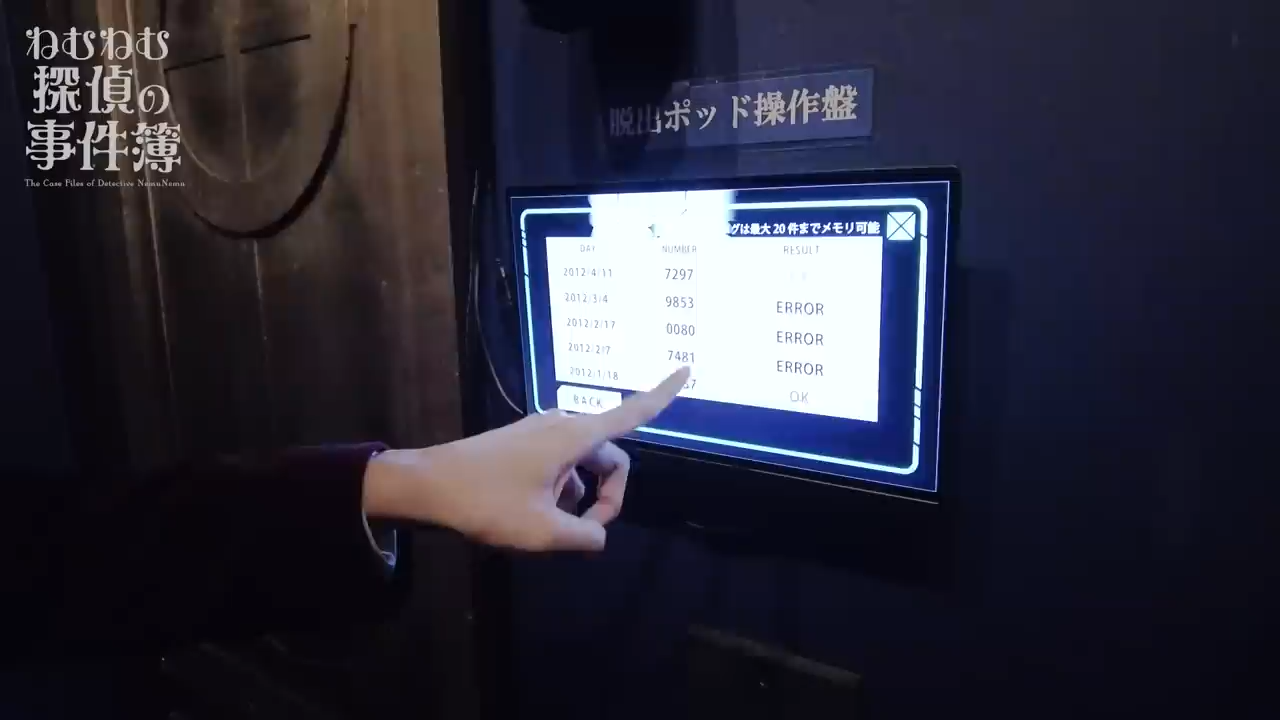 ねむねむ
探偵の
事件簿
The Case Files of Detective NemuNemu
脱出ポッド操作盤
グは最大20件までメモリ可能
DAY NUMBER RESULT
2012/4/11 7297
2012/3/4 9853 ERROR
2012/2/17 0080 ERROR
2012/2/7 7481 ERROR
2012/1/18 OK
BACK